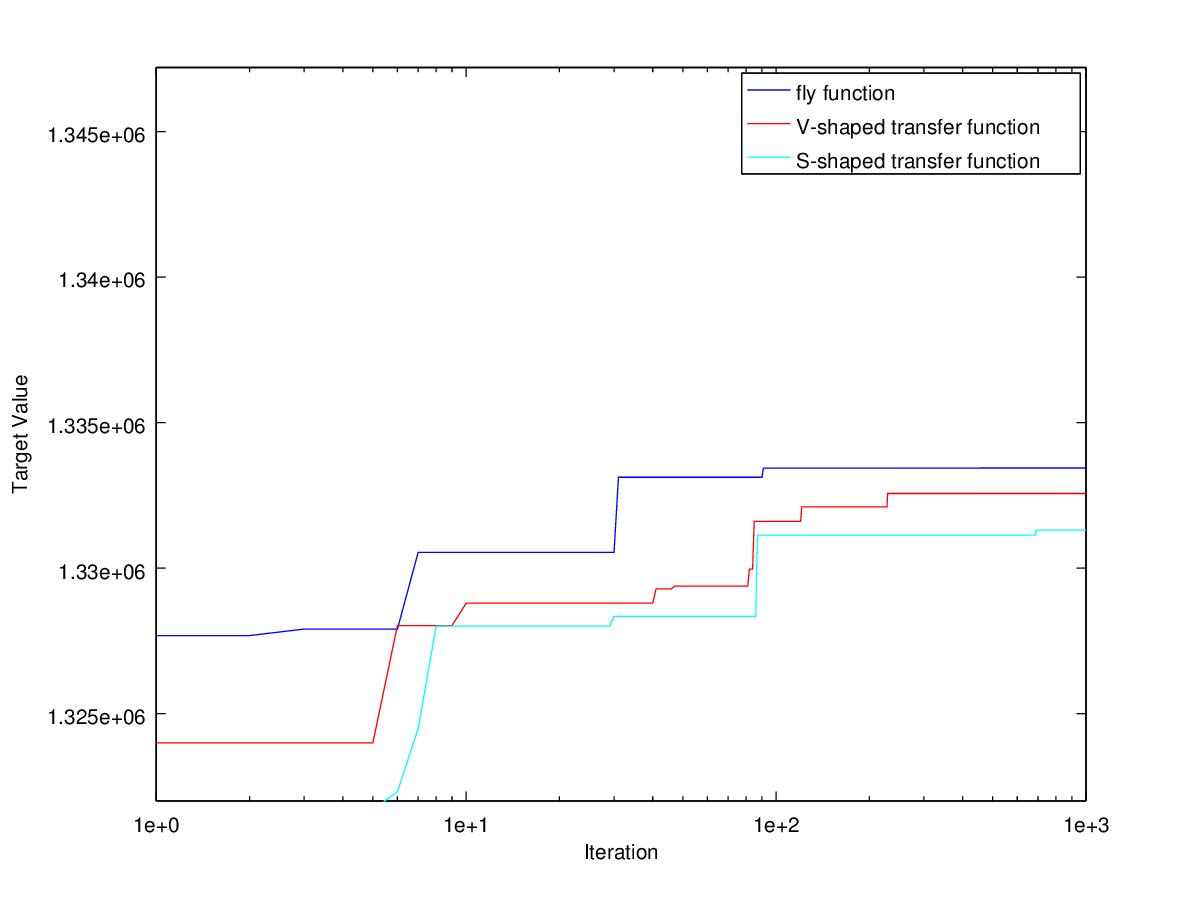 fly function
V-shaped transfer function
S-shaped transfer function
1.345e+06
1.34e+06
1.335e+06
1.33e+06
1.325e+06
Target Value
1e+0 1e+1 1e+2 1e+3
Iteration